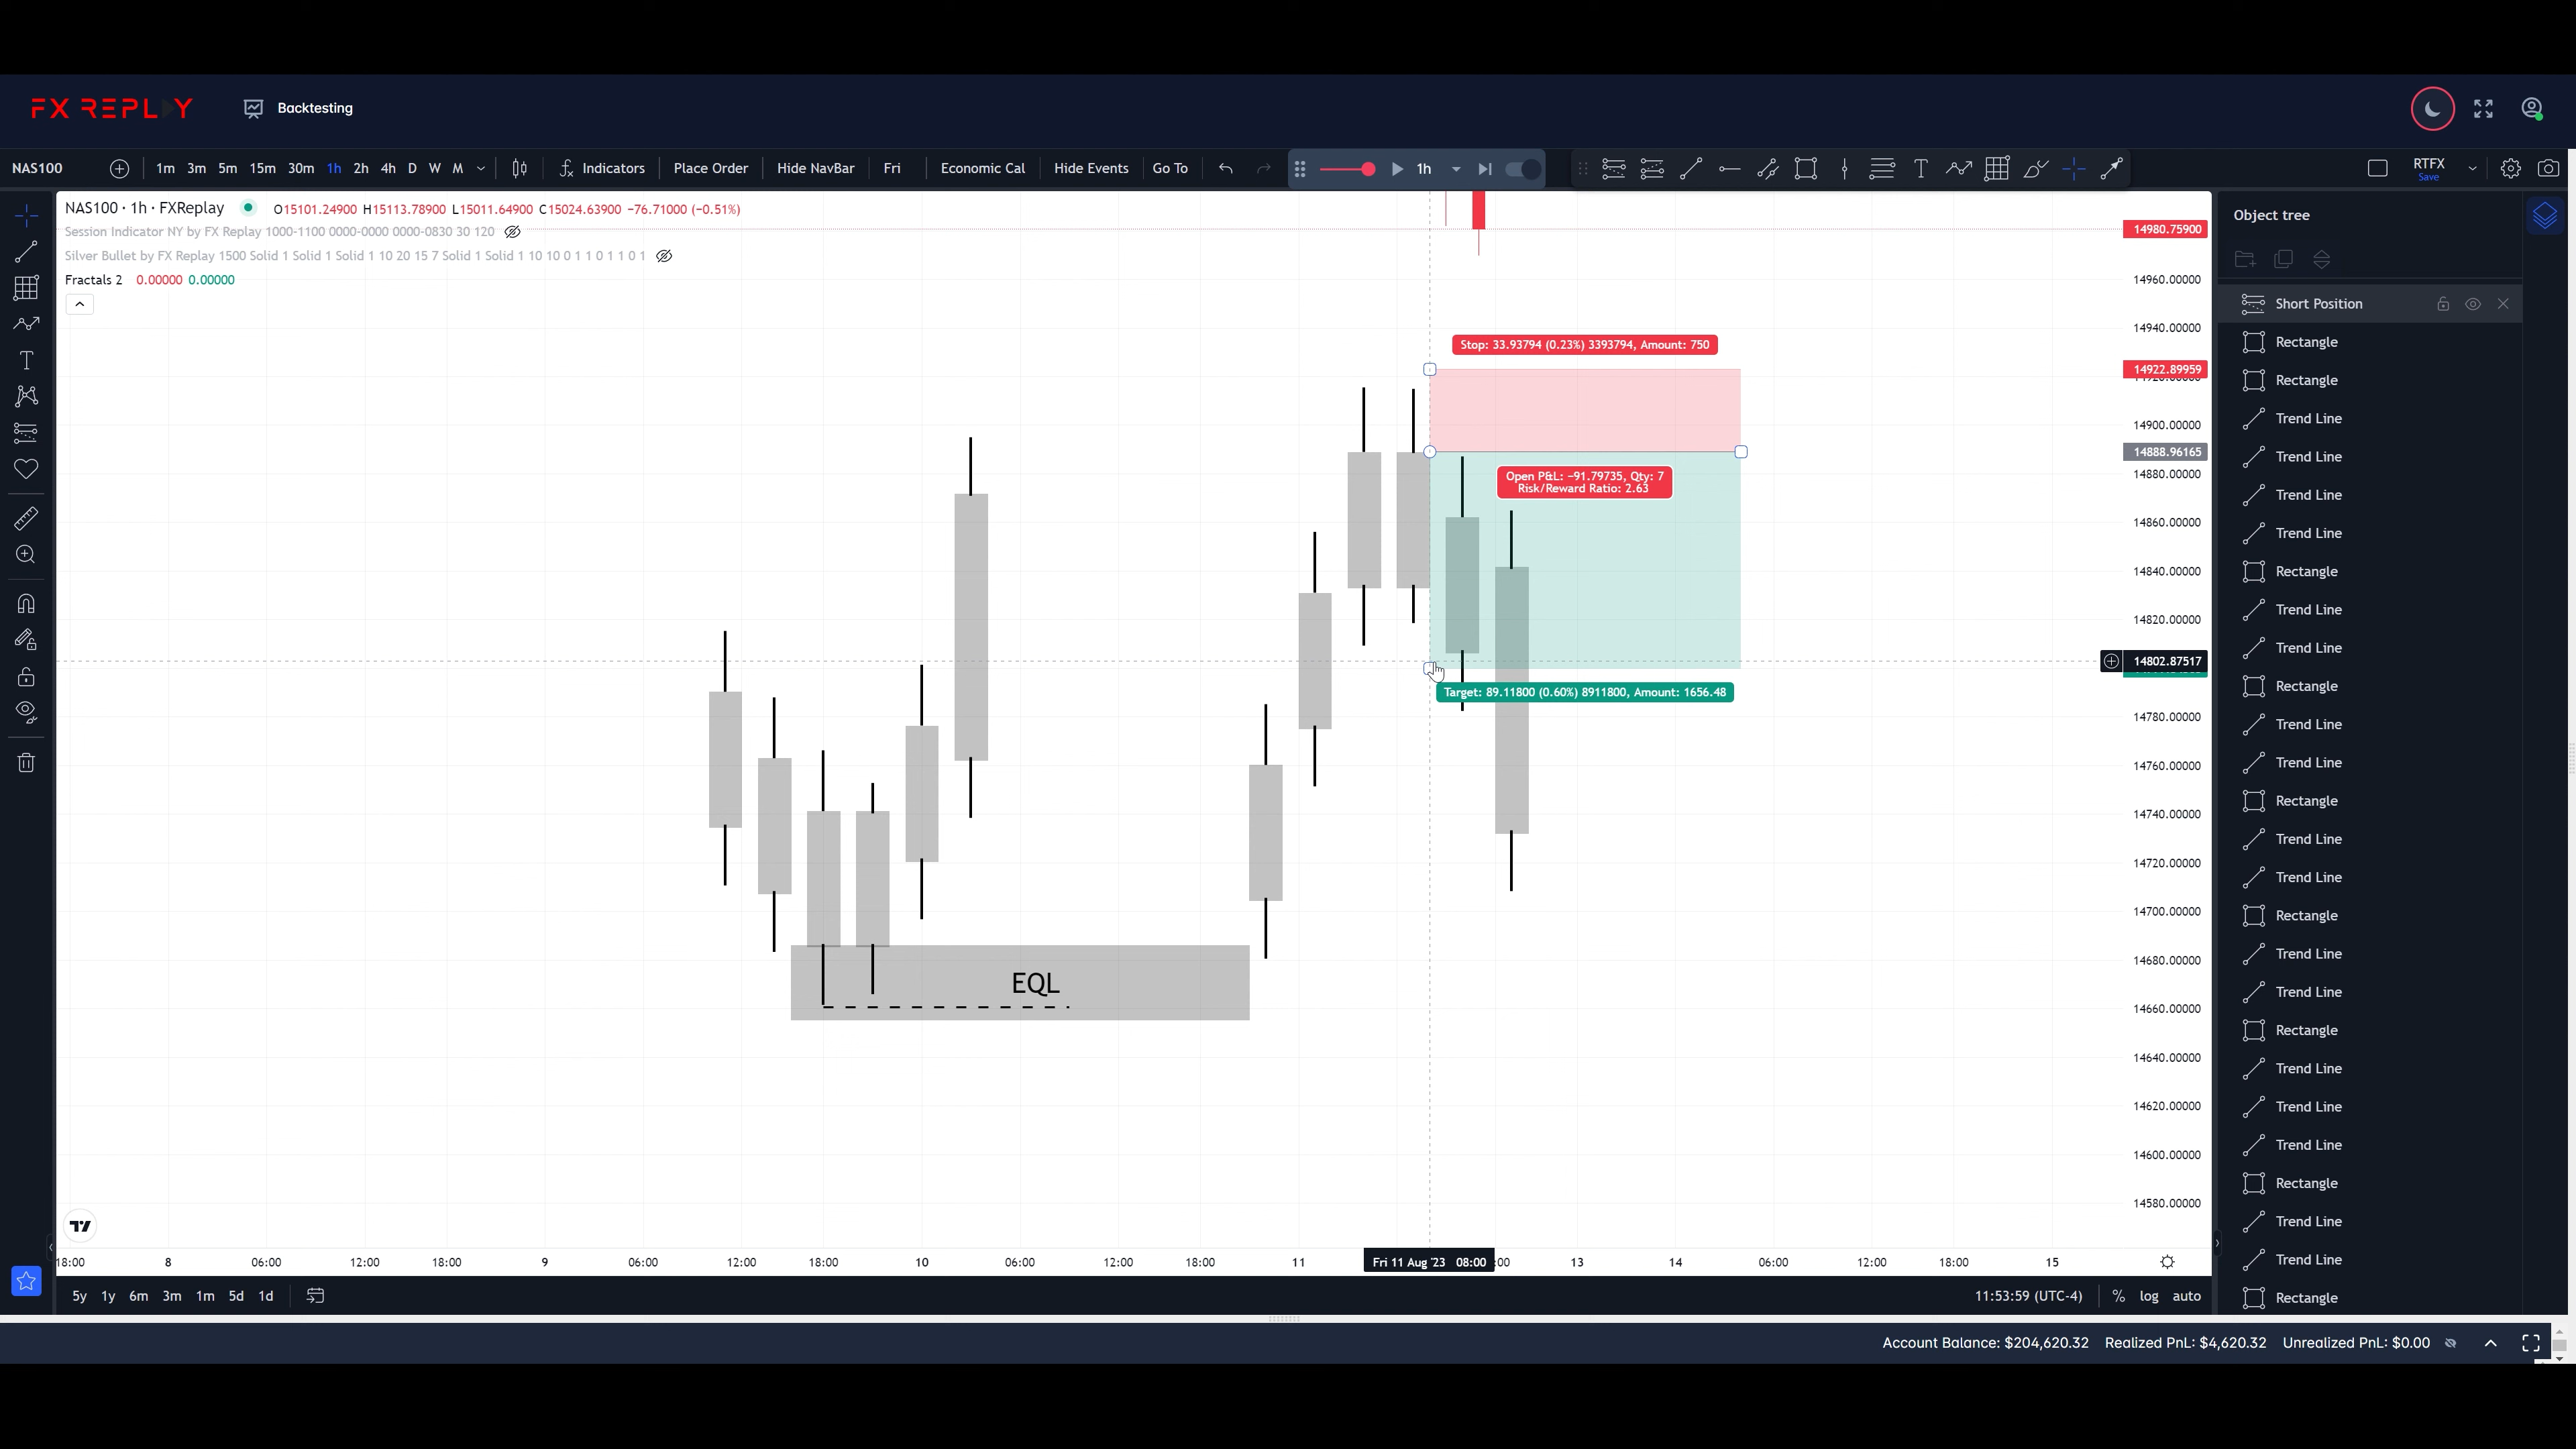 FX REPLAY
Backtesting
NAS100
1m 3m 5m 15m 30m 1h 2h 4h D W M
Indicators
Place Order
Hide NavBar
Fri
Economic Cal
Hide Events
Go To
1h
RTFX
Save
NAS100 · 1h · FXReplay O15101.24900 H15113.78900 L15011.64900 C15024.63900 −76.71000 (−0.51%)
Session Indicator NY by FX Replay 1000-1100 0000-0000 0000-0830 30 120
Silver Bullet by FX Replay 1500 Solid 1 Solid 1 Solid 1 10 20 15 7 Solid 1 Solid 1 10 10 0 1 1 0 1 1 0 1
Fractals 2 0.00000 0.00000
Stop: 33.93794 (0.23%) 3393794, Amount: 750
Open P&L: −91.79735, Qty: 7
Risk/Reward Ratio: 2.63
Target: 89.11800 (0.60%) 8911800, Amount: 1656.48
EQL
14980.75900
14960.00000
14940.00000
14922.89959
14900.00000
14888.96165
14880.00000
14860.00000
14840.00000
14820.00000
14802.87517
14780.00000
14760.00000
14740.00000
14720.00000
14700.00000
14680.00000
14660.00000
14640.00000
14620.00000
14600.00000
14580.00000
18:00 8 06:00 12:00 18:00 9 06:00 12:00 18:00 10 06:00 12:00 18:00 11 Fri 11 Aug '23 08:00 :00 13 14 06:00 12:00 18:00 15
5y 1y 6m 3m 1m 5d 1d
11:53:59 (UTC-4) % log auto
Object tree
Short Position
Rectangle
Rectangle
Trend Line
Trend Line
Trend Line
Trend Line
Rectangle
Trend Line
Trend Line
Rectangle
Trend Line
Trend Line
Rectangle
Trend Line
Trend Line
Rectangle
Trend Line
Trend Line
Rectangle
Trend Line
Trend Line
Trend Line
Rectangle
Trend Line
Trend Line
Rectangle
Account Balance: $204,620.32 Realized PnL: $4,620.32 Unrealized PnL: $0.00